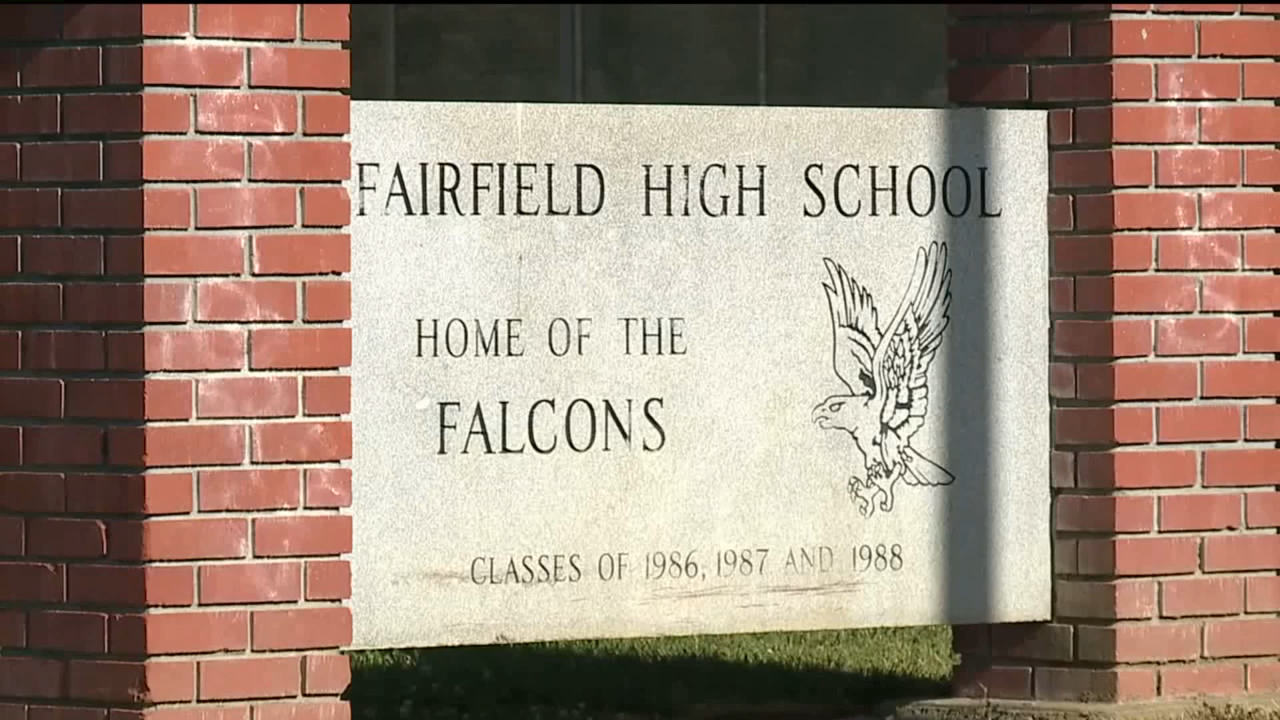 FAIRFIELD HIGH SCHOOL
HOME OF THE
FALCONS
CLASSES OF 1986, 1987 AND 1988